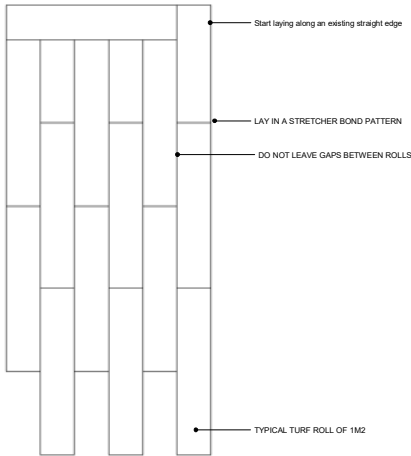 Start laying along an existing straight edge
LAY IN A STRETCHER BOND PATTERN
DO NOT LEAVE GAPS BETWEEN ROLLS
TYPICAL TURF ROLL OF 1M2